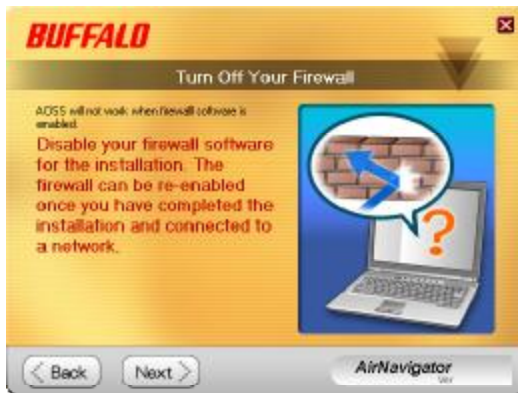 BUFFALO
Turn Off Your Firewall
AOSS will not work when firewall software is
enabled.
Disable your firewall software
for the installation. The
firewall can be re-enabled
once you have completed the
installation and connected to
a network.
?
< Back
Next >
AirNavigator
Ver